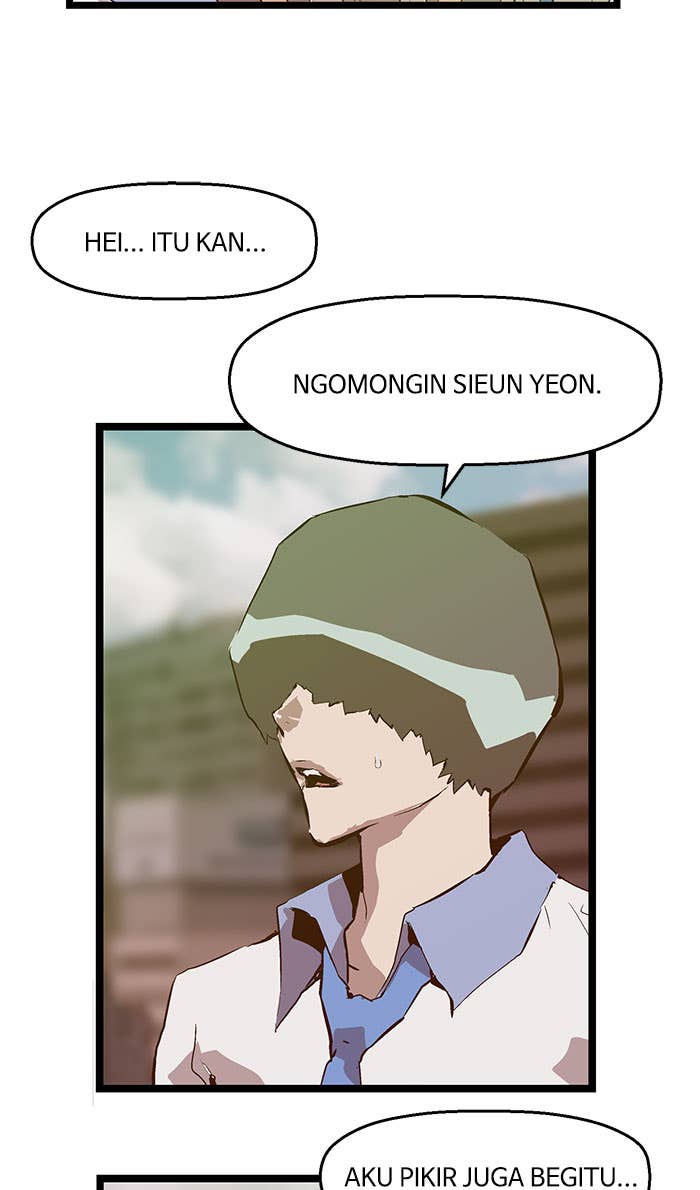 HEI... ITU KAN...
NGOMONGIN SIEUN YEON.
AKU PIKIR JUGA BEGITU...